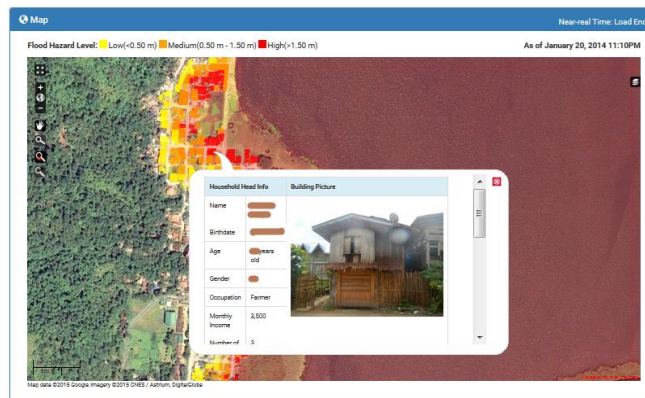 Map
Near-real Time: Load End
Flood Hazard Level: Low(<0.50 m) Medium(0.50 m - 1.50 m) High(>1.50 m)
As of January 20, 2014 11:10PM
Household Head Info Building Picture
Name
Birthdate
Age years old
Gender
Occupation Farmer
Monthly Income 3,500
Number of 3
Map data ©2015 Google Imagery ©2015 CNES / Astrium, DigitalGlobe